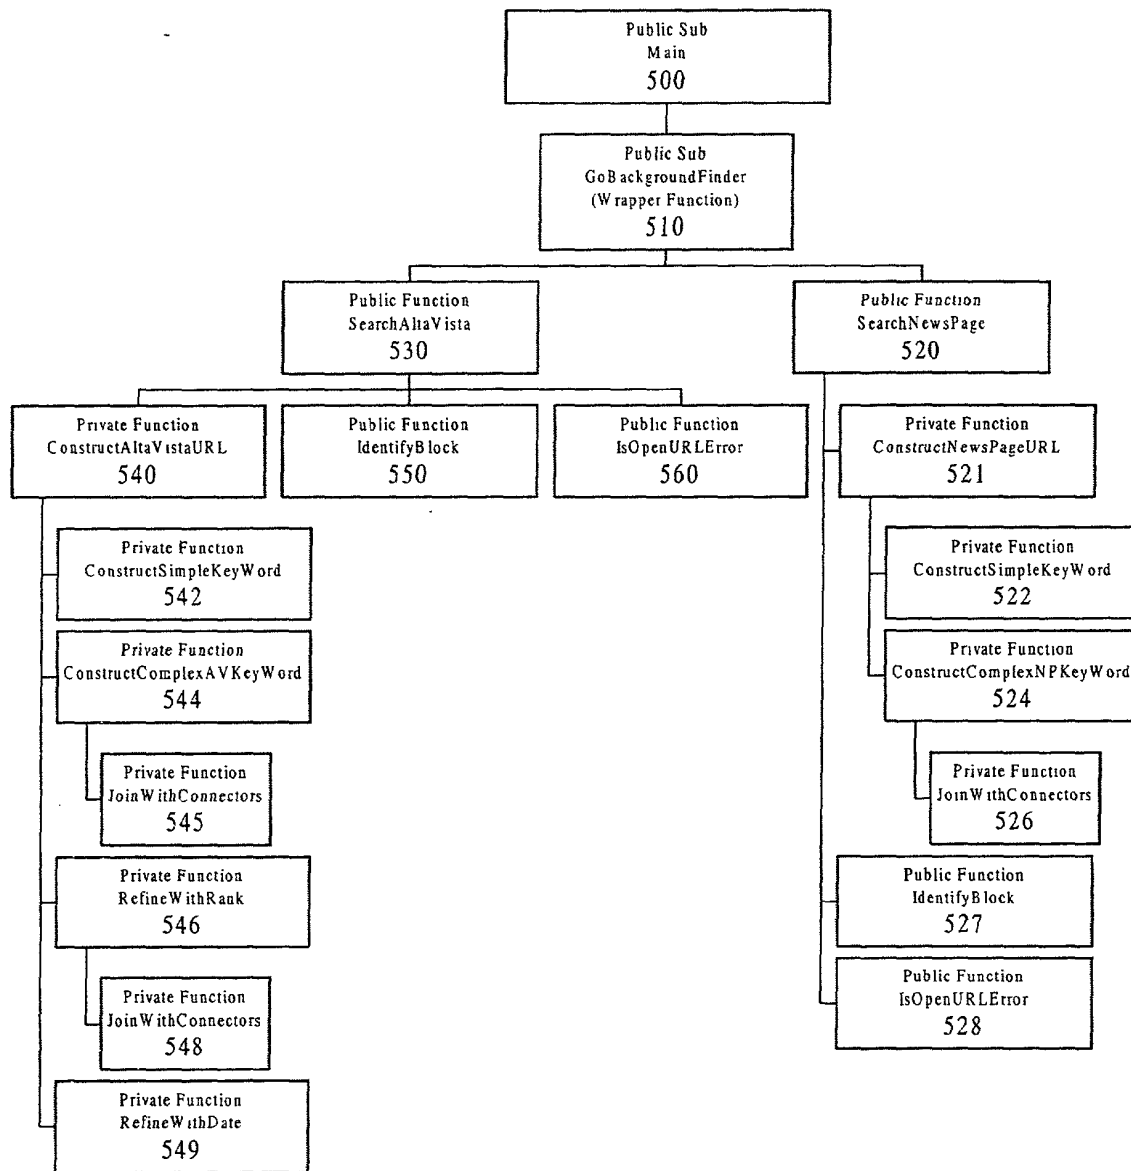 Public Sub
Main
500
Public Sub
GoBackgroundFinder
(Wrapper Function)
510
Public Function
SearchAltaVista
530
Public Function
SearchNewsPage
520
Private Function
ConstructAltaVistaURL
540
Public Function
IdentifyBlock
550
Public Function
IsOpenURLError
560
Private Function
ConstructNewsPageURL
521
Private Function
ConstructSimpleKeyWord
542
Private Function
ConstructSimpleKeyWord
522
Private Function
ConstructComplexAVKeyWord
544
Private Function
ConstructComplexNPKeyWord
524
Private Function
JoinWithConnectors
545
Private Function
JoinWithConnectors
526
Private Function
RefineWithRank
546
Public Function
IdentifyBlock
527
Private Function
JoinWithConnectors
548
Public Function
IsOpenURLError
528
Private Function
RefineWithDate
549